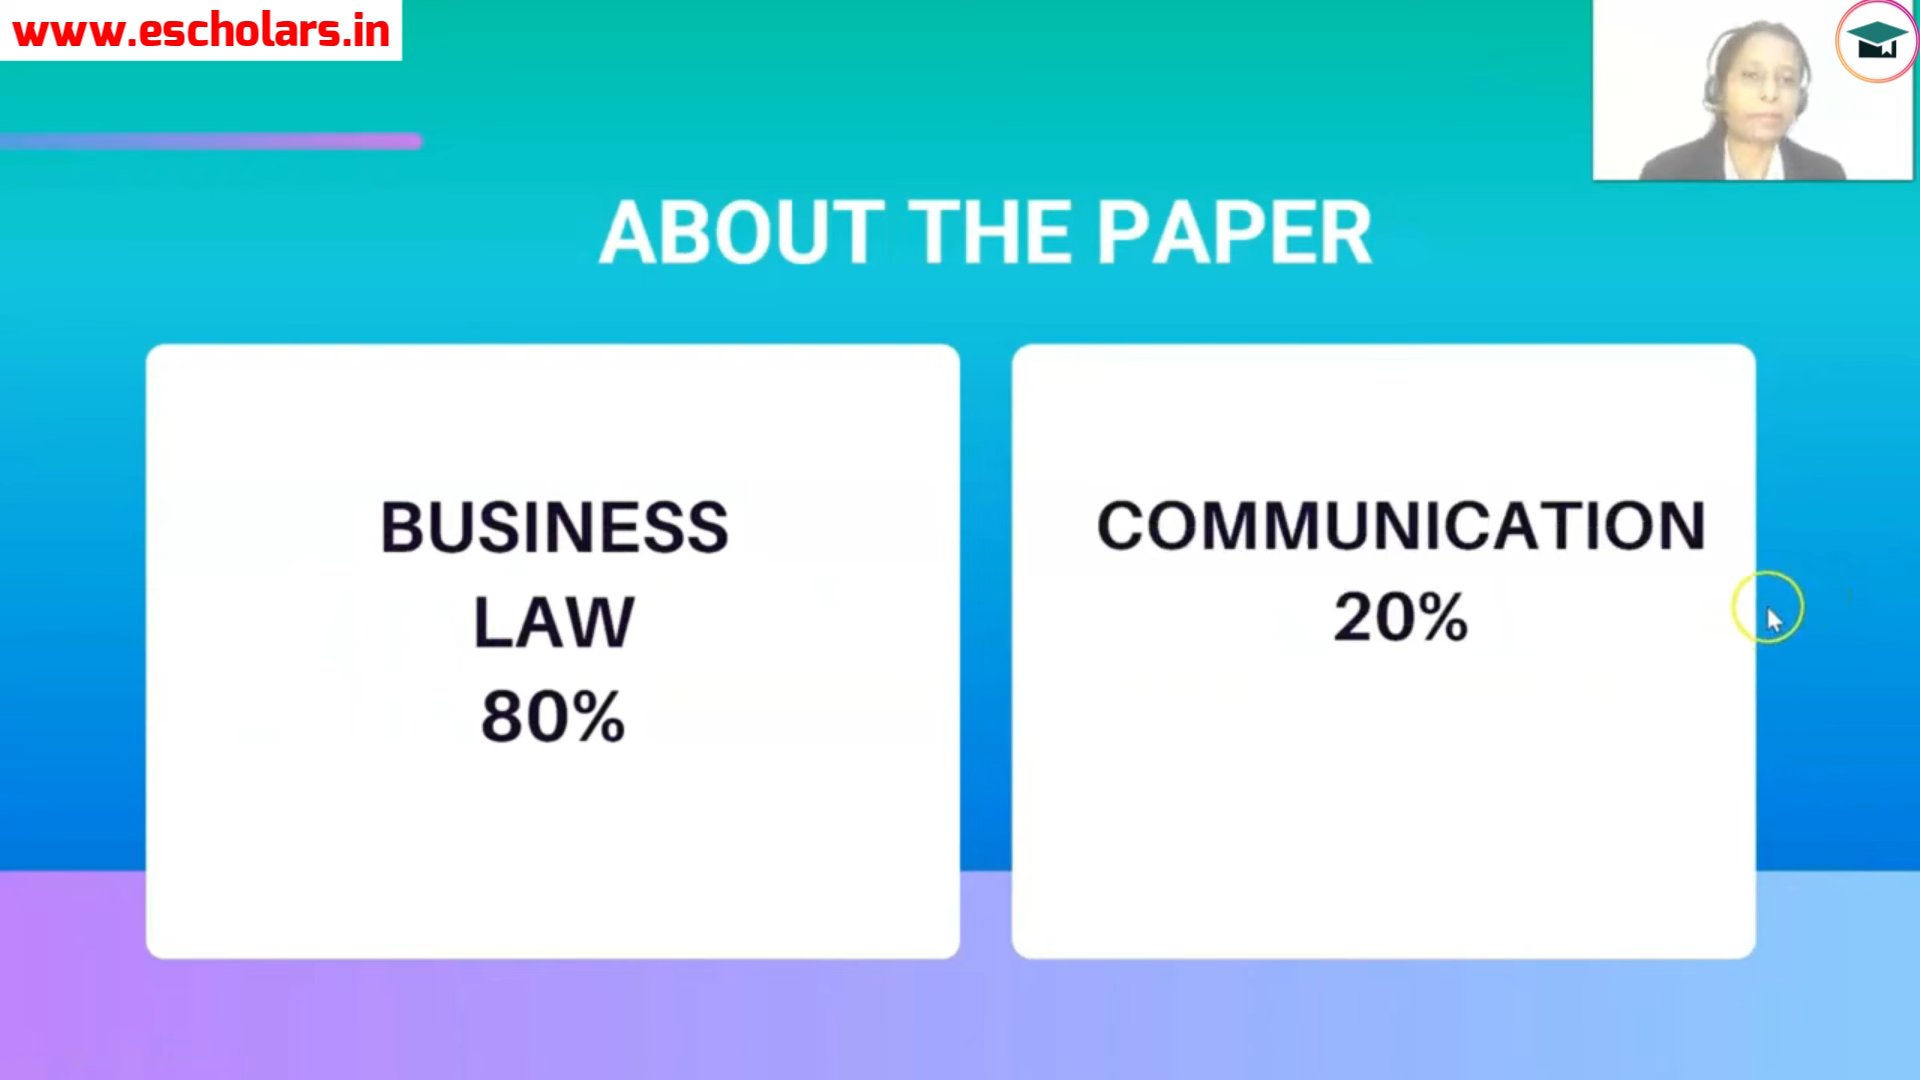 www.escholars.in
ABOUT THE PAPER
BUSINESS
LAW
80%
COMMUNICATION
20%